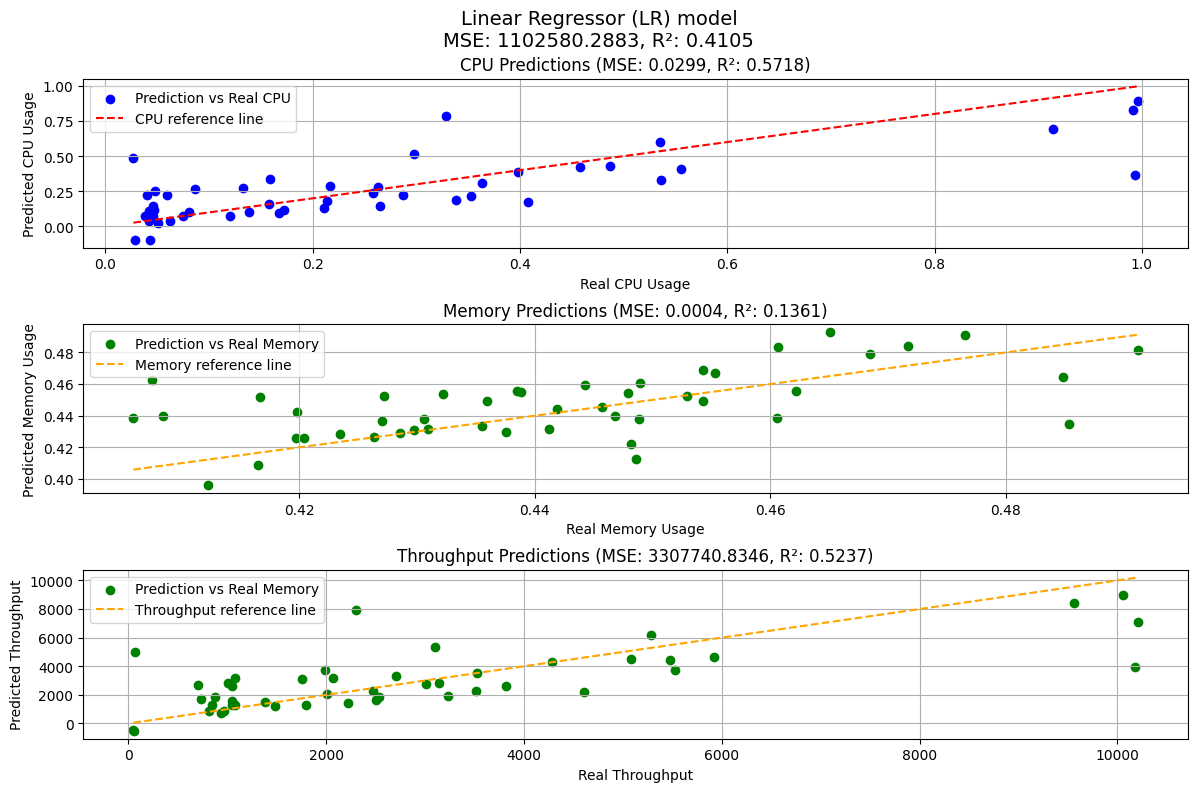 Linear Regressor (LR) model
MSE: 1102580.2883, R²: 0.4105
CPU Predictions (MSE: 0.0299, R²: 0.5718)
Prediction vs Real CPU
CPU reference line
Predicted CPU Usage
1.00
0.75
0.50
0.25
0.00
0.0 0.2 0.4 0.6 0.8 1.0
Real CPU Usage
Memory Predictions (MSE: 0.0004, R²: 0.1361)
Prediction vs Real Memory
Memory reference line
Predicted Memory Usage
0.48
0.46
0.44
0.42
0.40
0.42 0.44 0.46 0.48
Real Memory Usage
Throughput Predictions (MSE: 3307740.8346, R²: 0.5237)
Prediction vs Real Memory
Throughput reference line
Predicted Throughput
10000
8000
6000
4000
2000
0
0 2000 4000 6000 8000 10000
Real Throughput